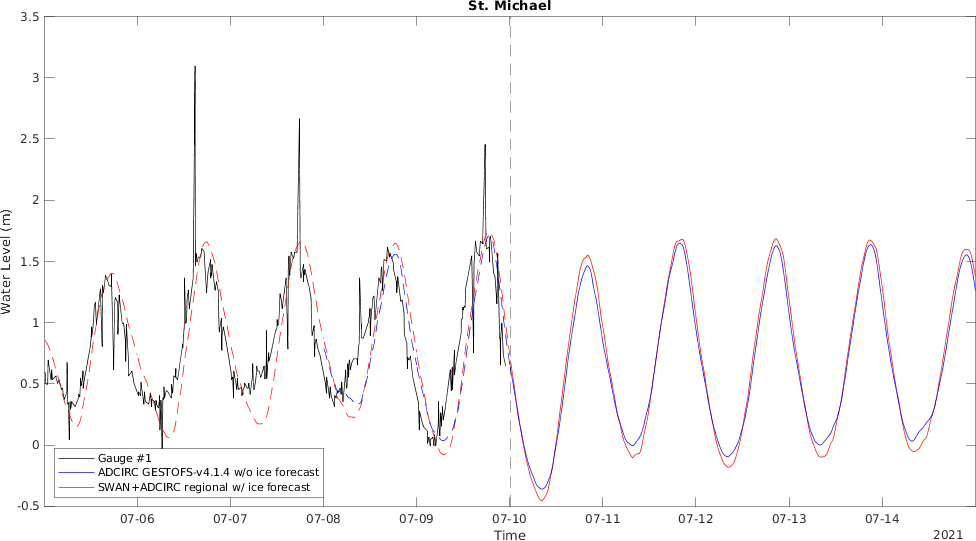 St. Michael
3.5
3
2.5
2
1.5
1
0.5
0
-0.5
Water Level (m)
Gauge #1
ADCIRC GESTOFS-v4.1.4 w/o ice forecast
SWAN+ADCIRC regional w/ ice forecast
07-06 07-07 07-08 07-09 07-10 07-11 07-12 07-13 07-14
Time
2021